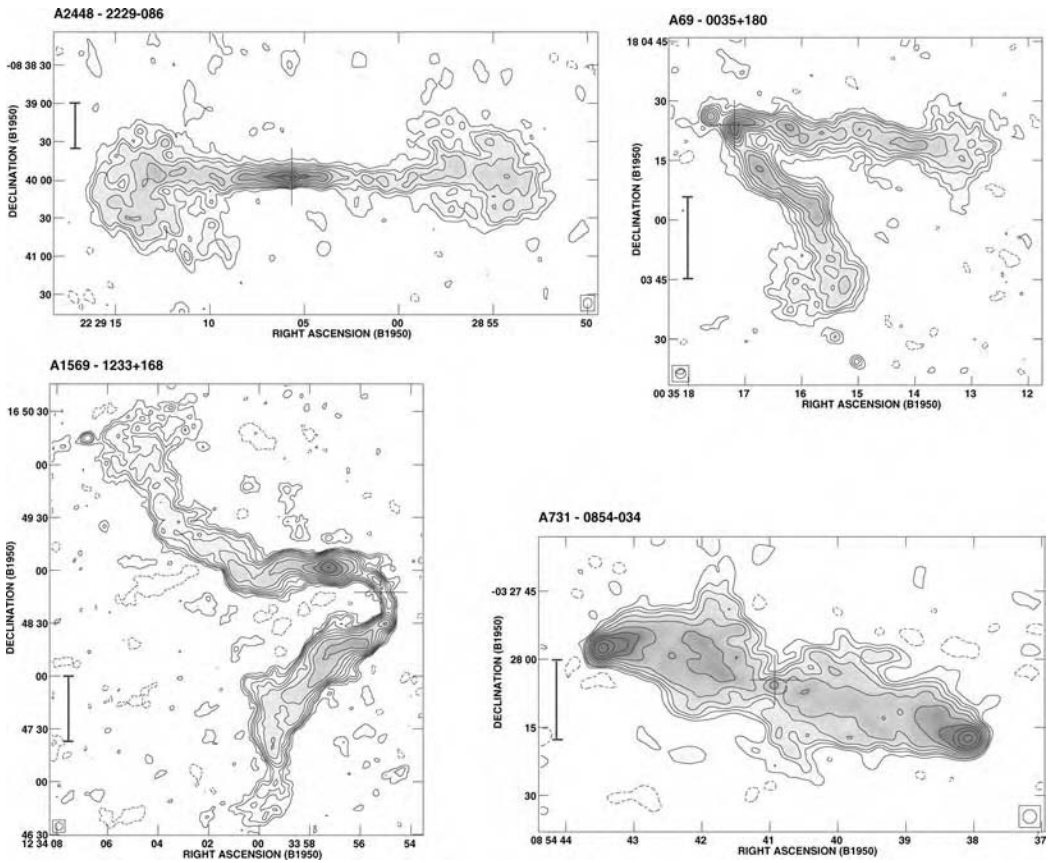 A2448 - 2229-086
DECLINATION (B1950)
-08 38 30
39 00
30
40 00
30
41 00
30
22 29 15
10
05
00
28 55
50
RIGHT ASCENSION (B1950)
A69 - 0035+180
DECLINATION (B1950)
18 04 45
30
15
00
03 45
30
00 35 18
17
16
15
14
13
12
RIGHT ASCENSION (B1950)
A1569 - 1233+168
DECLINATION (B1950)
16 50 30
00
49 30
00
48 30
00
47 30
00
46 30
12 34 08
06
04
02
00
33 58
56
54
RIGHT ASCENSION (B1950)
A731 - 0854-034
DECLINATION (B1950)
-03 27 45
28 00
15
30
08 54 44
43
42
41
40
39
38
37
RIGHT ASCENSION (B1950)